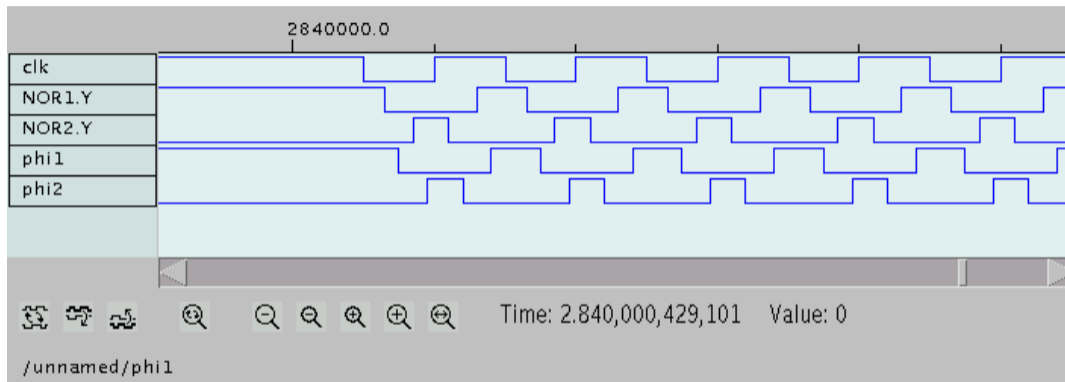 2840000.0
clk
NOR1.Y
NOR2.Y
phi1
phi2
Time: 2.840,000,429,101 Value: 0
/unnamed/phi1